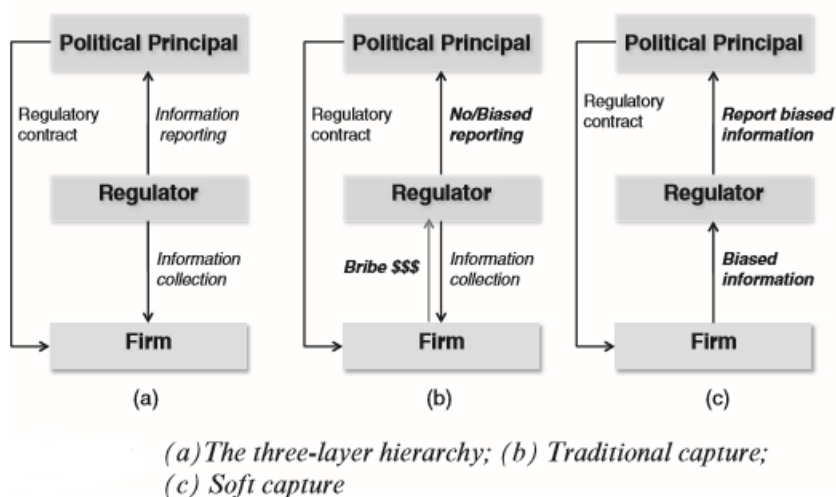 Political Principal
Regulatory
contract
Information
reporting
Regulator
Information
collection
Firm
(a)
Political Principal
Regulatory
contract
No/Biased
reporting
Regulator
Bribe $$$
Information
collection
Firm
(b)
Political Principal
Regulatory
contract
Report biased
information
Regulator
Biased
information
Firm
(c)
(a) The three-layer hierarchy; (b) Traditional capture;
(c) Soft capture